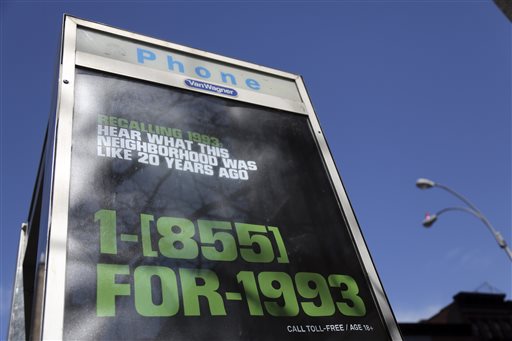 Phone
VanWagner
RECALLING 1993:
HEAR WHAT THIS
NEIGHBORHOOD WAS
LIKE 20 YEARS AGO
1-[855]
FOR-1993
CALL TOLL-FREE / AGE 18+